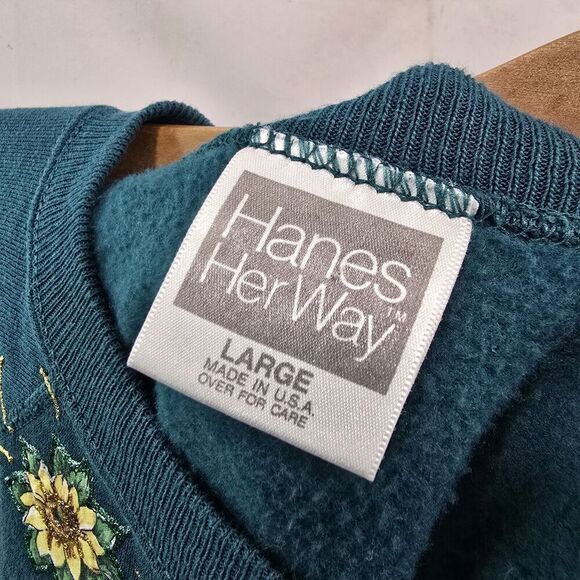 Hanes
Her Way™
LARGE
MADE IN U.S.A.
OVER FOR CARE